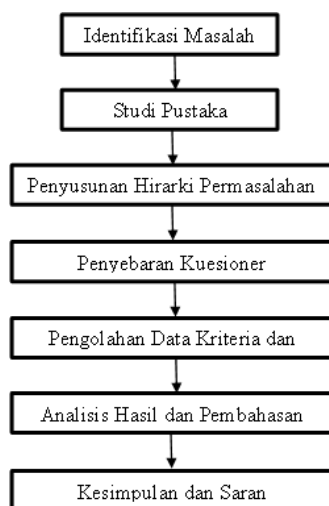 Identifikasi Masalah
Studi Pustaka
Penyusunan Hirarki Permasalahan
Penyebaran Kuesioner
Pengolahan Data Kriteria dan
Analisis Hasil dan Pembahasan
Kesimpulan dan Saran